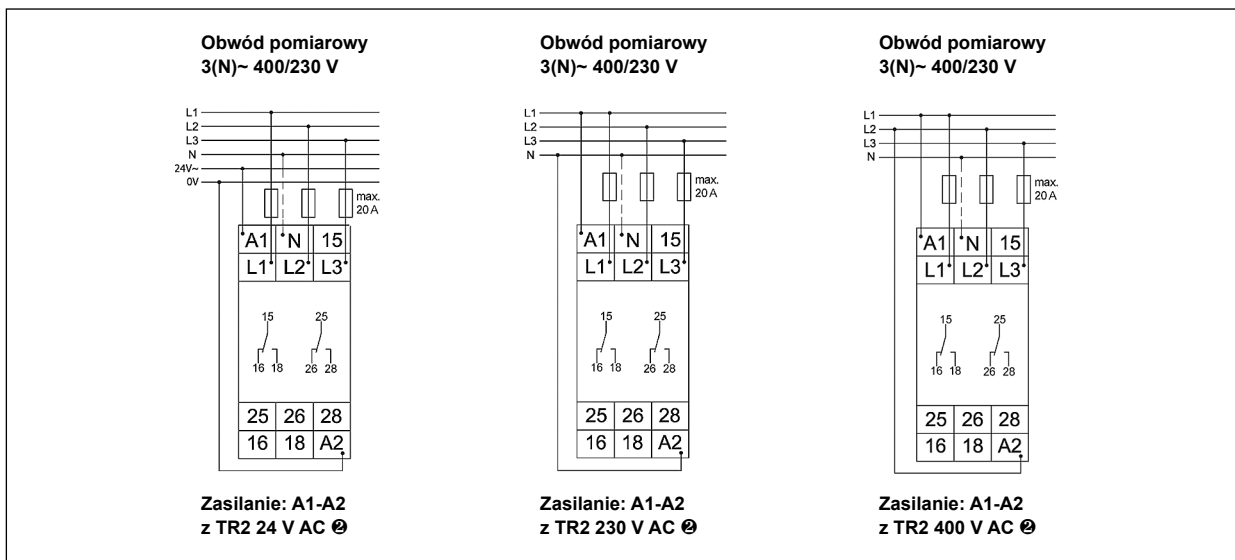 Obwód pomiarowy
3(N)~ 400/230 V
L1
L2
L3
N
24V~
0V
max.
20 A
A1 N 15
L1 L2 L3
15 25
16 18 26 28
25 26 28
16 18 A2
Zasilanie: A1-A2
z TR2 24 V AC ❷
Obwód pomiarowy
3(N)~ 400/230 V
L1
L2
L3
N
max.
20 A
A1 N 15
L1 L2 L3
15 25
16 18 26 28
25 26 28
16 18 A2
Zasilanie: A1-A2
z TR2 230 V AC ❷
Obwód pomiarowy
3(N)~ 400/230 V
L1
L2
L3
N
max.
20 A
A1 N 15
L1 L2 L3
15 25
16 18 26 28
25 26 28
16 18 A2
Zasilanie: A1-A2
z TR2 400 V AC ❷